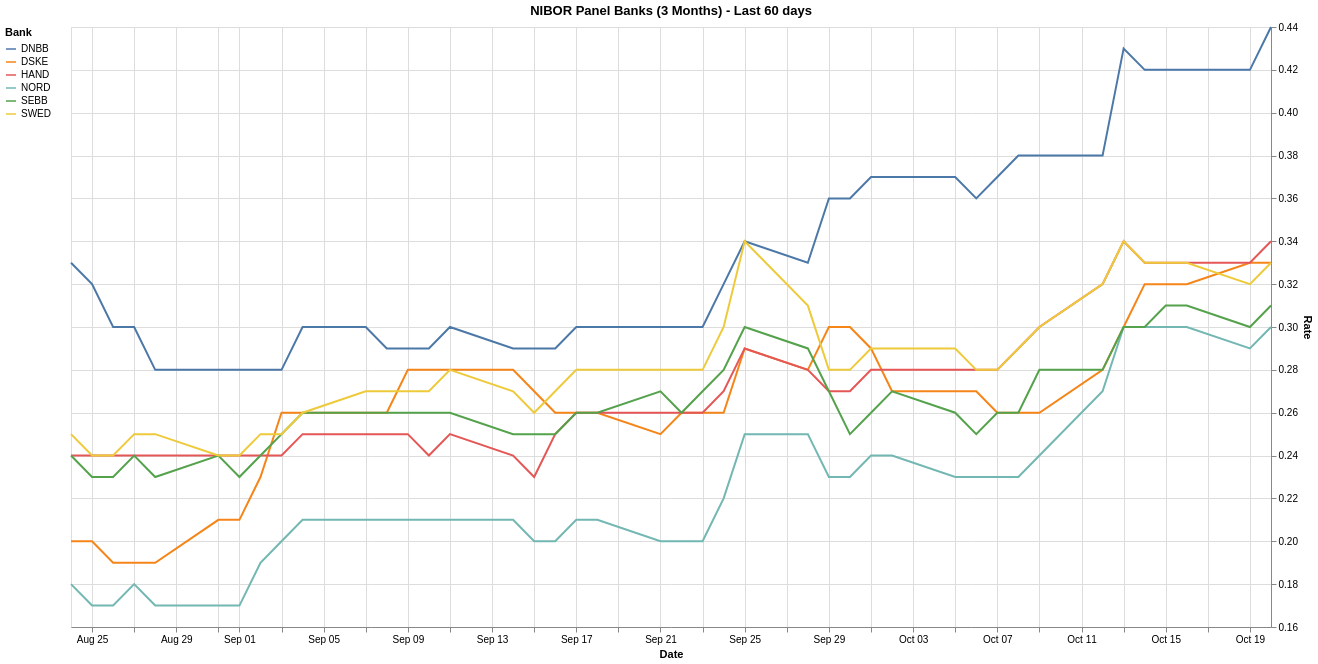 NIBOR Panel Banks (3 Months) - Last 60 days
Bank
DNBB
DSKE
HAND
NORD
SEBB
SWED
0.44
0.42
0.40
0.38
0.36
0.34
0.32
0.30
0.28
0.26
0.24
0.22
0.20
0.18
0.16
Rate
Aug 25 Aug 29 Sep 01 Sep 05 Sep 09 Sep 13 Sep 17 Sep 21 Sep 25 Sep 29 Oct 03 Oct 07 Oct 11 Oct 15 Oct 19
Date